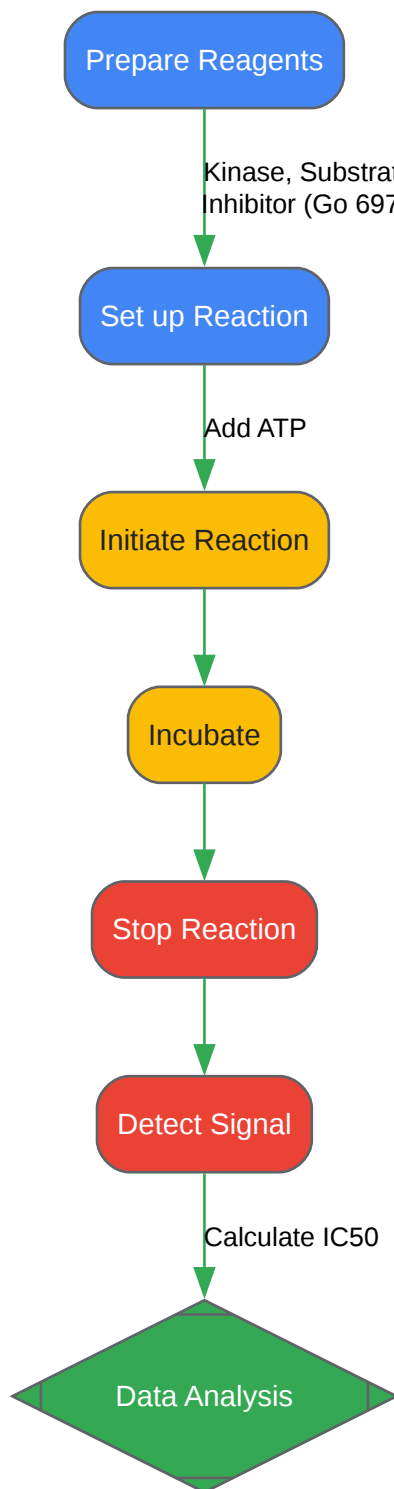 Prepare Reagents
Kinase, Substrat
Inhibitor (Go 697
Set up Reaction
Add ATP
Initiate Reaction
Incubate
Stop Reaction
Detect Signal
Calculate IC50
Data Analysis